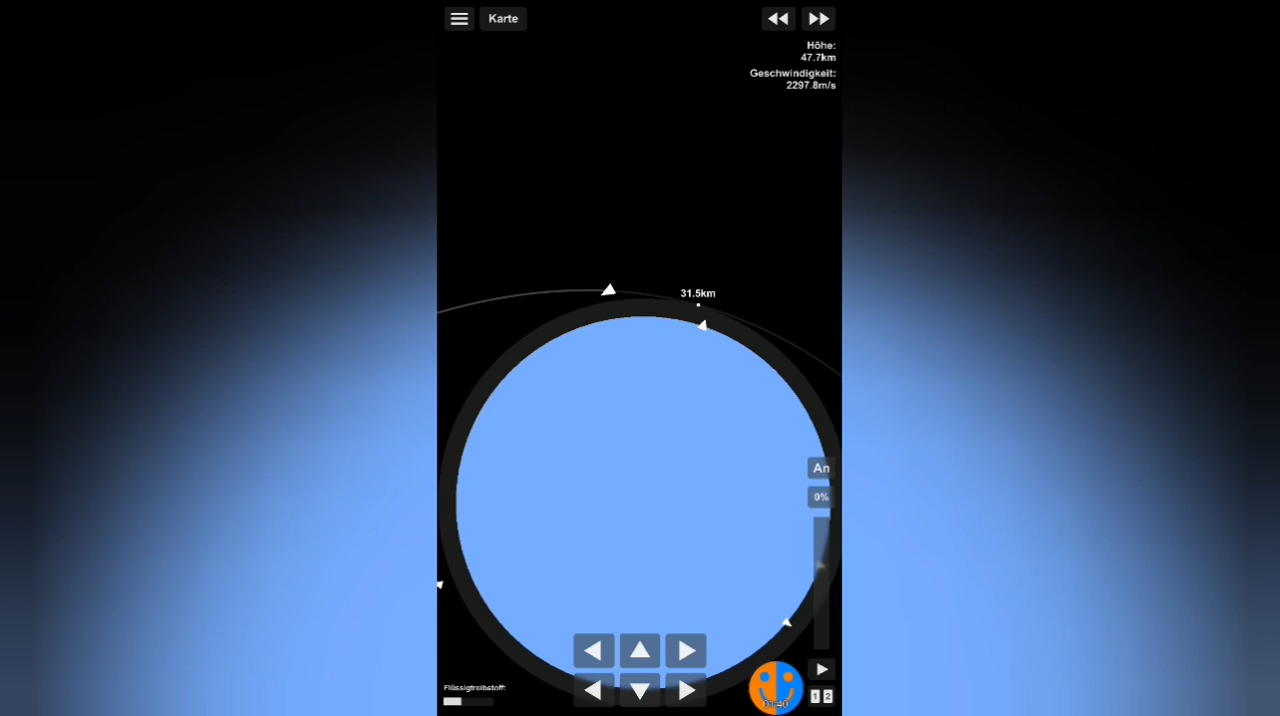 Karte
Höhe:
47.7km
Geschwindigkeit:
2297.8m/s
31.5km
An
0%
Flüssigtreibstoff:
1 2